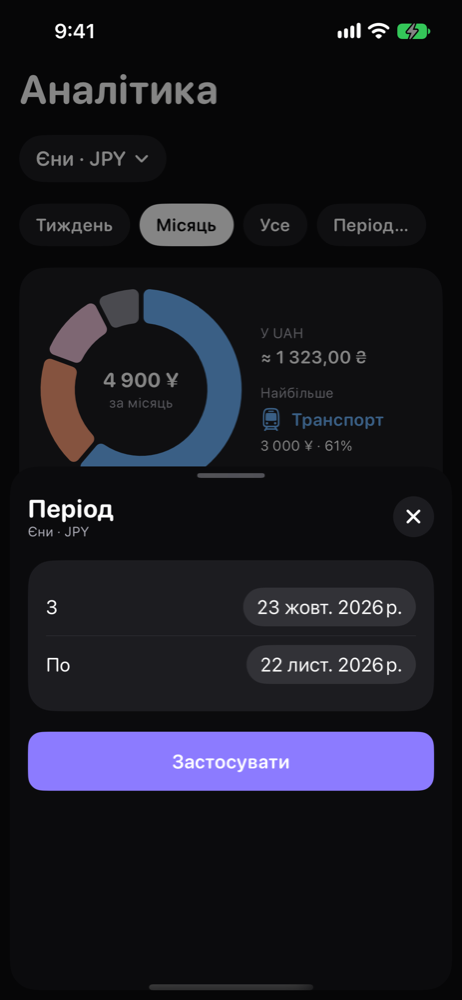 9:41
Аналітика
Єни · JPY
Тиждень Місяць Усе Період...
4 900 ¥
за місяць
У UAH
≈ 1 323,00 ₴
Найбільше
Транспорт
3 000 ¥ · 61%
Період
Єни · JPY
З 23 жовт. 2026 р.
По 22 лист. 2026 р.
Застосувати